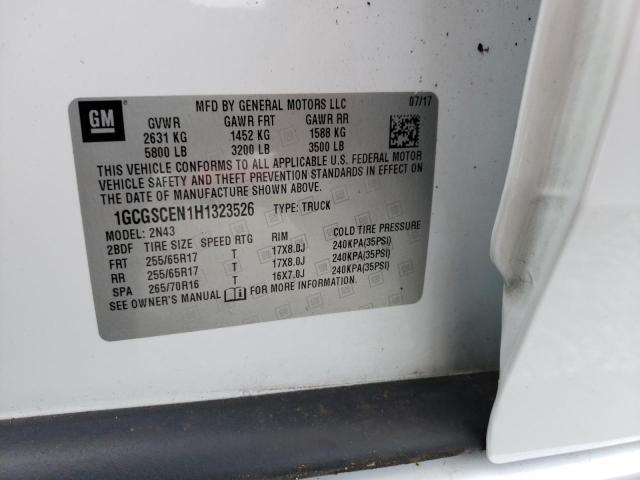 GM
MFD BY GENERAL MOTORS LLC 07/17
GVWR GAWR FRT GAWR RR
2631 KG 1452 KG 1588 KG
5800 LB 3200 LB 3500 LB
THIS VEHICLE CONFORMS TO ALL APPLICABLE U.S. FEDERAL MOTOR
VEHICLE SAFETY AND THEFT PREVENTION STANDARDS IN EFFECT ON
THE DATE OF MANUFACTURE SHOWN ABOVE.
1GCGSCEN1H1323526 TYPE: TRUCK
MODEL: 2N43
2BDF TIRE SIZE SPEED RTG RIM COLD TIRE PRESSURE
FRT 255/65R17 T 17X8.0J 240KPA(35PSI)
RR 255/65R17 T 17X8.0J 240KPA(35PSI)
SPA 265/70R16 T 16X7.0J 240KPA(35PSI)
SEE OWNER'S MANUAL FOR MORE INFORMATION.